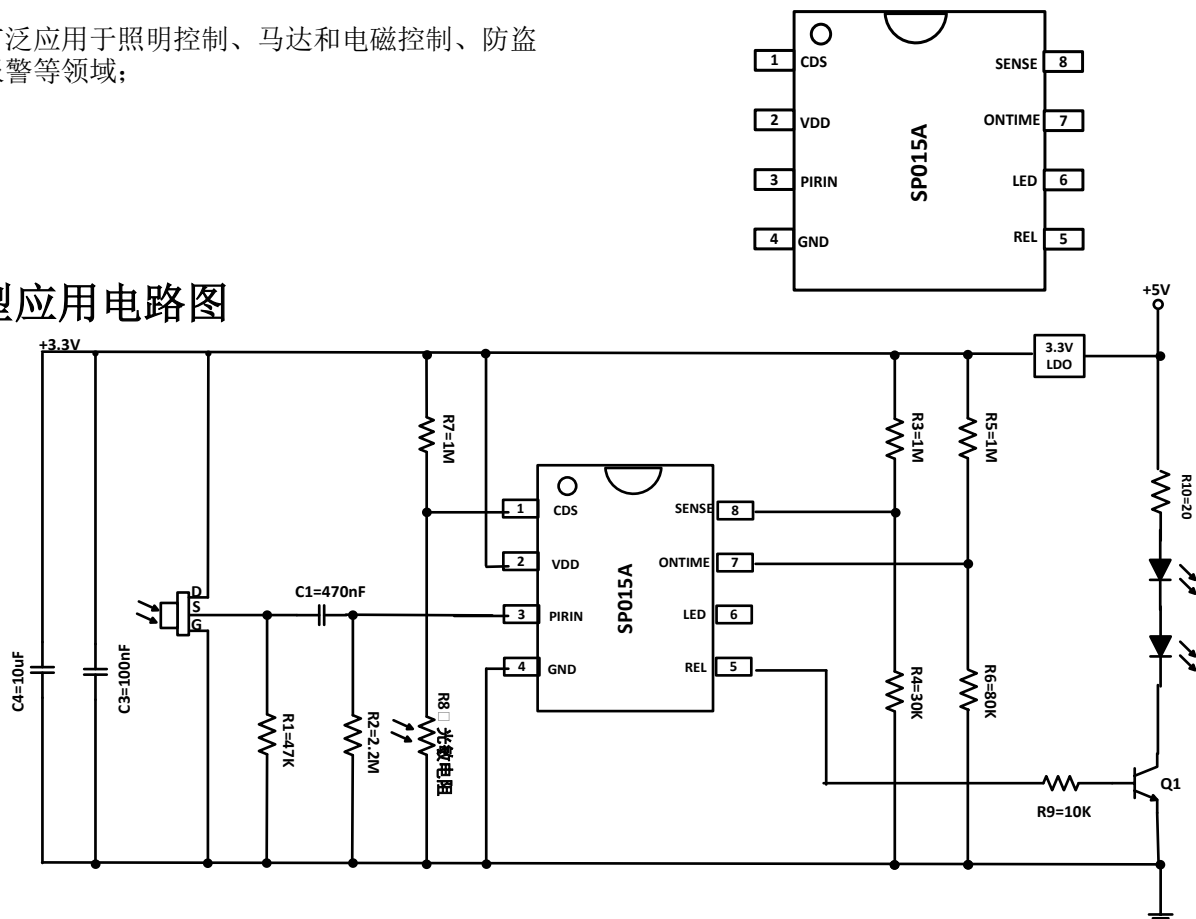 泛应用于照明控制、马达和电磁控制、防盗
警等领域；
1 CDS
2 VDD
3 PIRIN
4 GND
SP015A
SENSE 8
ONTIME 7
LED 6
REL 5
型应用电路图
+5V
+3.3V
3.3V
LDO
R7=1M
R3=1M
R5=1M
R10=20
1 CDS
2 VDD
3 PIRIN
4 GND
SP015A
SENSE 8
ONTIME 7
LED 6
REL 5
D
S
G
C1=470nF
C4=10uF
C3=100nF
R1=47K
R2=2.2M
R8□ 光敏电阻
R4=30K
R6=80K
R9=10K
Q1